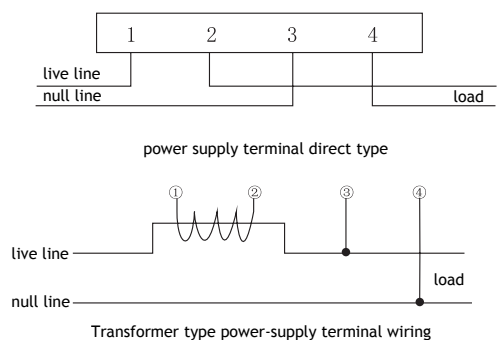 1 2 3 4
live line
null line
load
power supply terminal direct type
① ② ③ ④
live line
load
null line
Transformer type power-supply terminal wiring